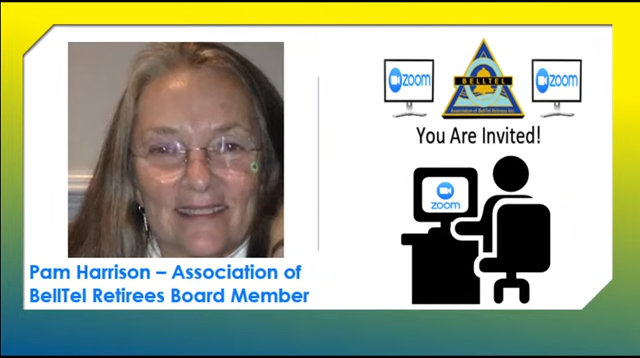 zoom
BELLTEL
Association of BellTel Retirees Inc.
zoom
You Are Invited!
zoom
Pam Harrison – Association of
BellTel Retirees Board Member